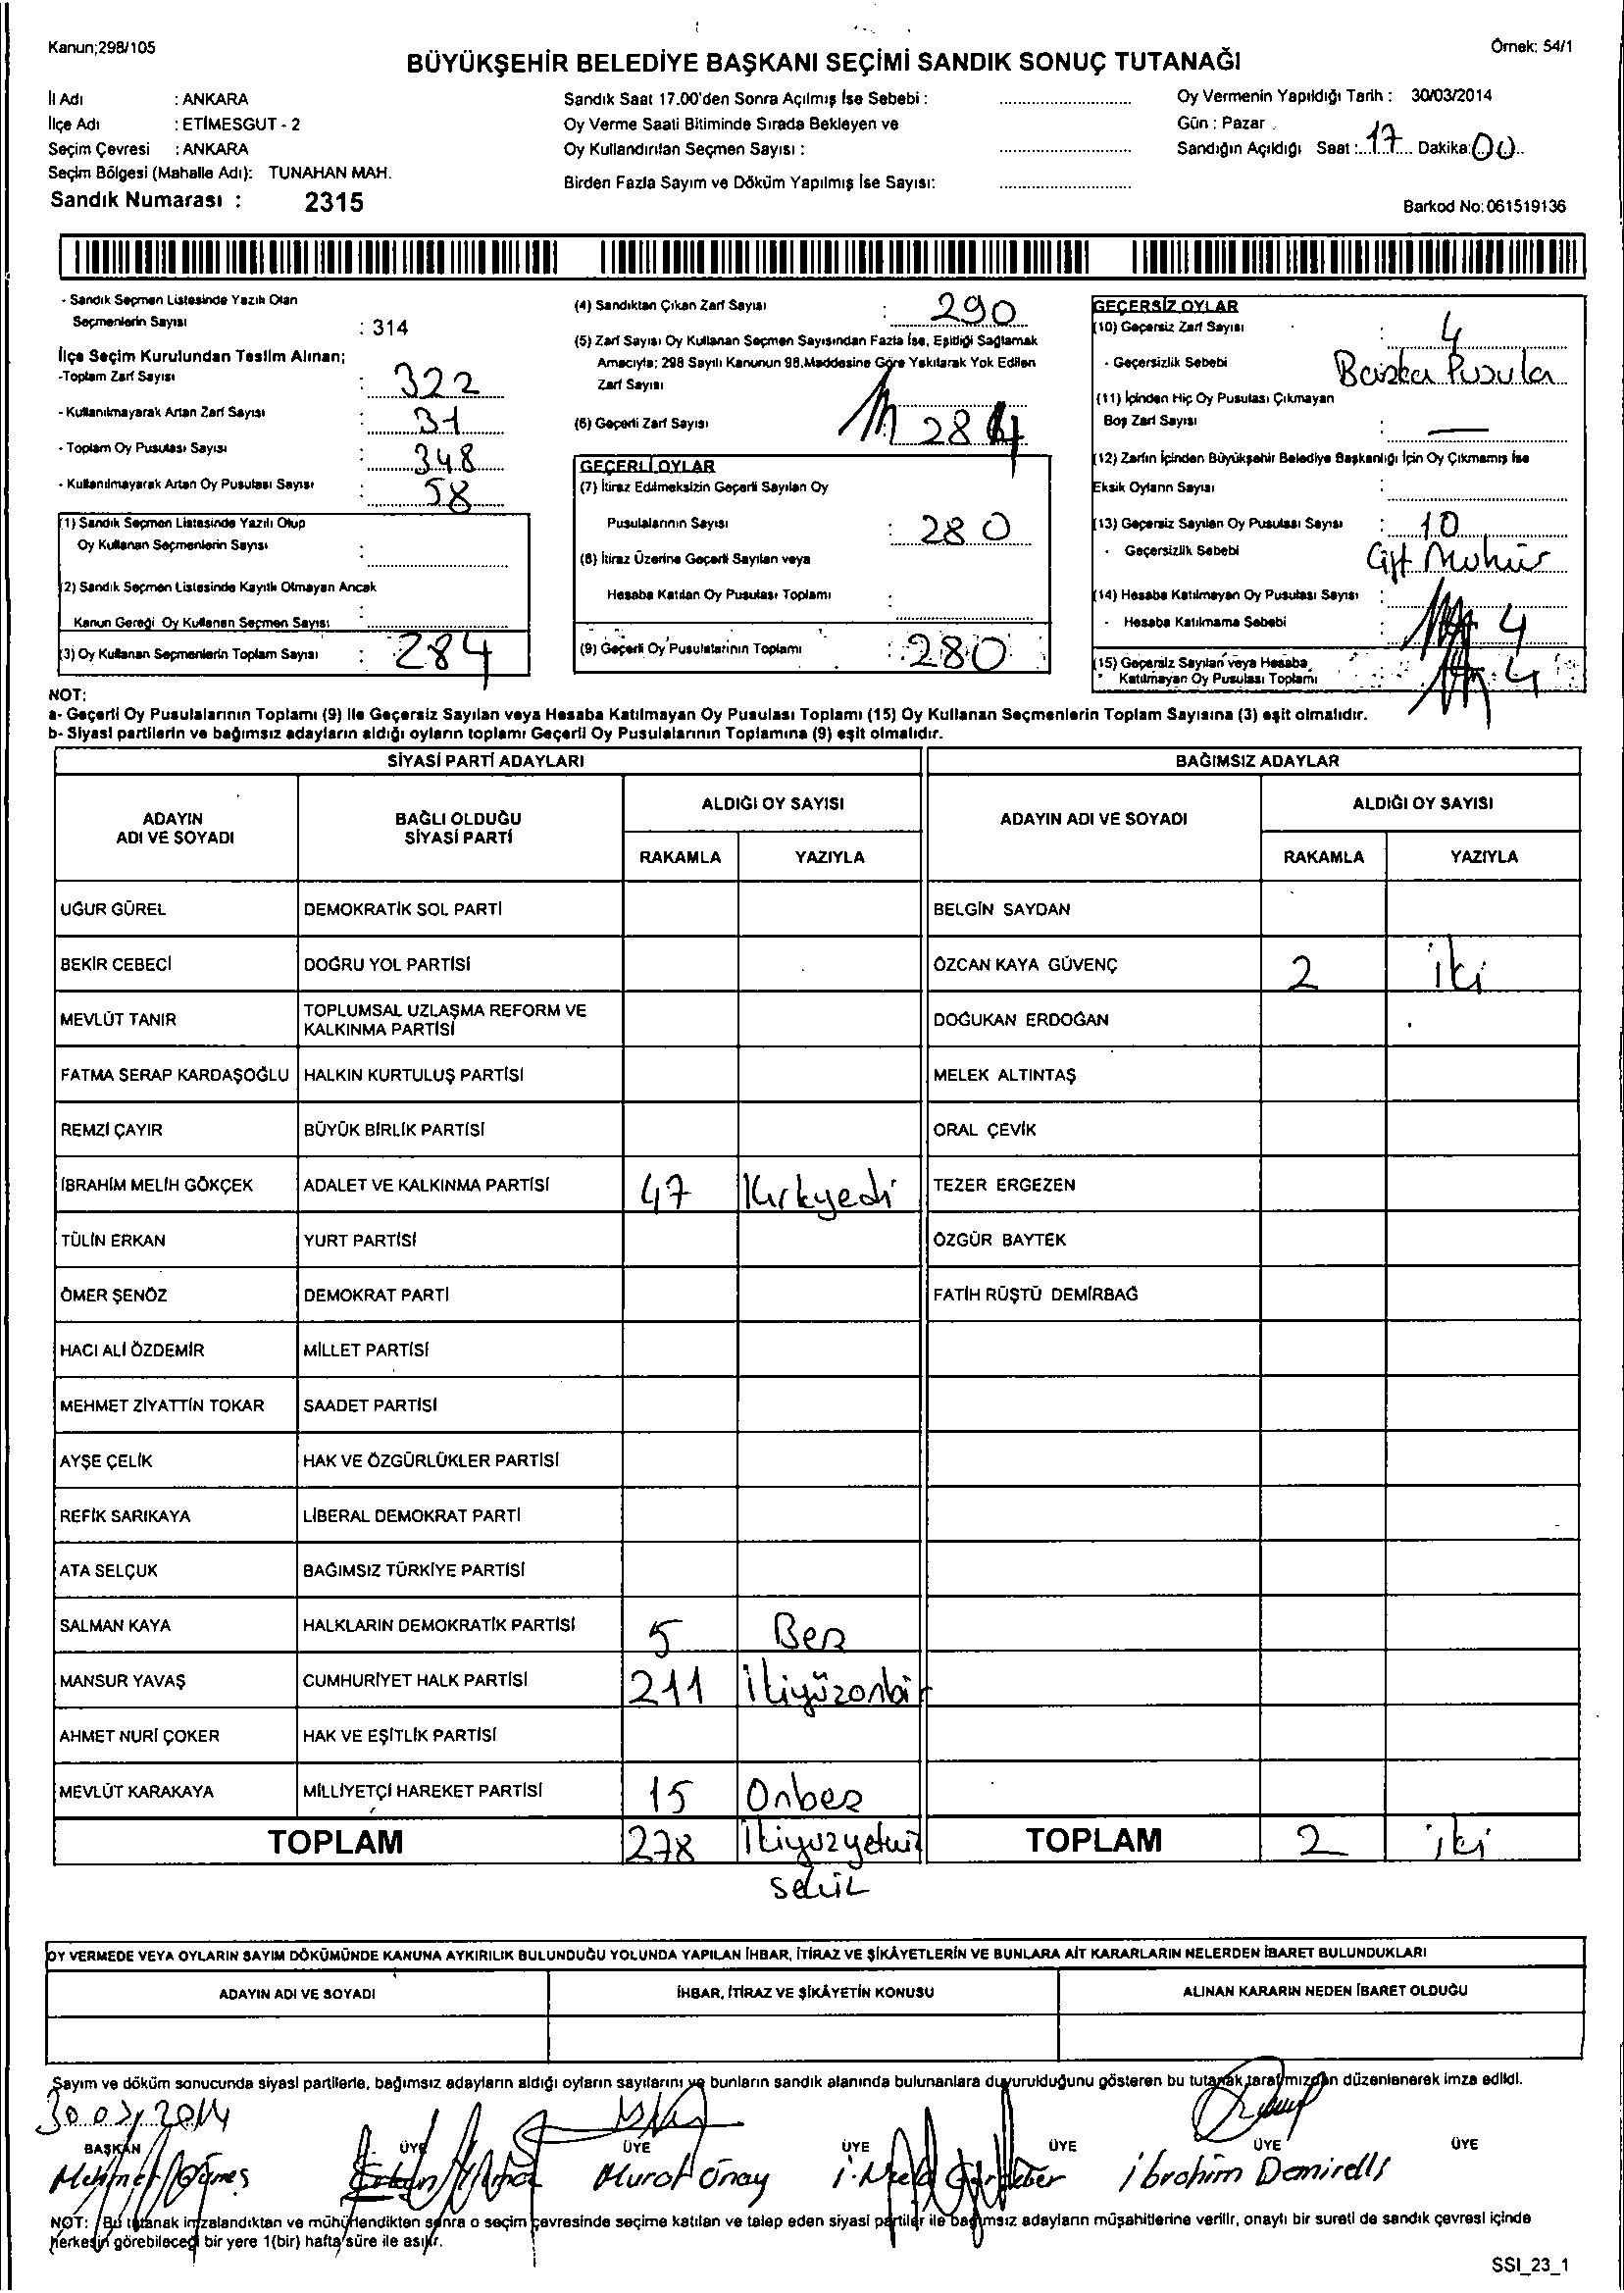 Kanun;298/105
Örnek: 54/1
BÜYÜKŞEHİR BELEDİYE BAŞKANI SEÇİMİ SANDIK SONUÇ TUTANAĞI
İl Adı : ANKARA
İlçe Adı : ETİMESGUT - 2
Seçim Çevresi : ANKARA
Seçim Bölgesi (Mahalle Adı): TUNAHAN MAH.
Sandık Numarası : 2315
Sandık Saat 17.00'den Sonra Açılmış İse Sebebi :
Oy Verme Saati Bitiminde Sırada Bekleyen ve
Oy Kullandırılan Seçmen Sayısı :
Birden Fazla Sayım ve Döküm Yapılmış İse Sayısı:
Oy Vermenin Yapıldığı Tarih : 30/03/2014
Gün : Pazar
Sandığın Açıldığı Saat : 17 Dakika: 00
Barkod No:061519136
- Sandık Seçmen Listesinde Yazılı Olan
Seçmenlerin Sayısı : 314
İlçe Seçim Kurulundan Teslim Alınan;
-Toplam Zarf Sayısı : 322
- Kullanılmayarak Artan Zarf Sayısı : 31
- Toplam Oy Pusulası Sayısı : 348
- Kullanılmayarak Artan Oy Pusulası Sayısı : 58
(1) Sandık Seçmen Listesinde Yazılı Olup
Oy Kullanan Seçmenlerin Sayısı :
(2) Sandık Seçmen Listesinde Kayıtlı Olmayan Ancak
Kanun Gereği Oy Kullanan Seçmen Sayısı :
(3) Oy Kullanan Seçmenlerin Toplam Sayısı : 284
(4) Sandıktan Çıkan Zarf Sayısı : 290
(5) Zarf Sayısı Oy Kullanan Seçmen Sayısından Fazla İse, Eşitliği Sağlamak
Amacıyla; 298 Sayılı Kanunun 98.Maddesine Göre Yakılarak Yok Edilen
Zarf Sayısı
(6) Geçerli Zarf Sayısı 284
GEÇERLİ OYLAR
(7) İtiraz Edilmeksizin Geçerli Sayılan Oy
Pusulalarının Sayısı : 280
(8) İtiraz Üzerine Geçerli Sayılan veya
Hesaba Katılan Oy Pusulası Toplamı :
(9) Geçerli Oy Pusulalarının Toplamı : 280
GEÇERSİZ OYLAR
(10) Geçersiz Zarf Sayısı : 4
- Geçersizlik Sebebi Başka Pusula
(11) İçinden Hiç Oy Pusulası Çıkmayan
Boş Zarf Sayısı : —
(12) Zarfın İçinden Büyükşehir Belediye Başkanlığı İçin Oy Çıkmamış İse
Eksik Oyların Sayısı :
(13) Geçersiz Sayılan Oy Pusulası Sayısı : 10
- Geçersizlik Sebebi Çift Mühür
(14) Hesaba Katılmayan Oy Pusulası Sayısı :
- Hesaba Katılmama Sebebi : 4
(15) Geçersiz Sayılan veya Hesaba
Katılmayan Oy Pusulası Toplamı : 4
NOT:
a- Geçerli Oy Pusulalarının Toplamı (9) ile Geçersiz Sayılan veya Hesaba Katılmayan Oy Pusulası Toplamı (15) Oy Kullanan Seçmenlerin Toplam Sayısına (3) eşit olmalıdır.
b- Siyasi partilerin ve bağımsız adayların aldığı oyların toplamı Geçerli Oy Pusulalarının Toplamına (9) eşit olmalıdır.
SİYASİ PARTİ ADAYLARI
BAĞIMSIZ ADAYLAR
ADAYIN ADI VE SOYADI
BAĞLI OLDUĞU SİYASİ PARTİ
ALDIĞI OY SAYISI
ADAYIN ADI VE SOYADI
ALDIĞI OY SAYISI
RAKAMLA YAZIYLA
RAKAMLA YAZIYLA
UĞUR GÜREL DEMOKRATİK SOL PARTİ BELGİN SAYDAN
BEKİR CEBECİ DOĞRU YOL PARTİSİ ÖZCAN KAYA GÜVENÇ 2 iki
MEVLÜT TANIR TOPLUMSAL UZLAŞMA REFORM VE KALKINMA PARTİSİ DOĞUKAN ERDOĞAN
FATMA SERAP KARDAŞOĞLU HALKIN KURTULUŞ PARTİSİ MELEK ALTINTAŞ
REMZİ ÇAYIR BÜYÜK BİRLİK PARTİSİ ORAL ÇEVİK
İBRAHİM MELİH GÖKÇEK ADALET VE KALKINMA PARTİSİ 47 Kırkyedi TEZER ERGEZEN
TÜLİN ERKAN YURT PARTİSİ ÖZGÜR BAYTEK
ÖMER ŞENÖZ DEMOKRAT PARTİ FATİH RÜŞTÜ DEMİRBAĞ
HACI ALİ ÖZDEMİR MİLLET PARTİSİ
MEHMET ZİYATTİN TOKAR SAADET PARTİSİ
AYŞE ÇELİK HAK VE ÖZGÜRLÜKLER PARTİSİ
REFİK SARIKAYA LİBERAL DEMOKRAT PARTİ
ATA SELÇUK BAĞIMSIZ TÜRKİYE PARTİSİ
SALMAN KAYA HALKLARIN DEMOKRATİK PARTİSİ 5 Beş
MANSUR YAVAŞ CUMHURİYET HALK PARTİSİ 211 ikiyüzonbir
AHMET NURİ ÇOKER HAK VE EŞİTLİK PARTİSİ
MEVLÜT KARAKAYA MİLLİYETÇİ HAREKET PARTİSİ 15 Onbeş
TOPLAM 278 ikiyüzyetmiş TOPLAM 2 iki
sekiz
OY VERMEDE VEYA OYLARIN SAYIM DÖKÜMÜNDE KANUNA AYKIRILIK BULUNDUĞU YOLUNDA YAPILAN İHBAR, İTİRAZ VE ŞİKÂYETLERİN VE BUNLARA AİT KARARLARIN NELERDEN İBARET BULUNDUKLARI
ADAYIN ADI VE SOYADI İHBAR, İTİRAZ VE ŞİKÂYETİN KONUSU ALINAN KARARIN NEDEN İBARET OLDUĞU
Sayım ve döküm sonucunda siyasi partilerle, bağımsız adayların aldığı oyların sayılarını ve bunların sandık alanında bulunanlara duyurulduğunu gösteren bu tutanak tarafımızdan düzenlenerek imza edildi.
30.03.2014
BAŞKAN ÜYE ÜYE ÜYE ÜYE ÜYE ÜYE
Mehmet Güneş Murat Önay ibrahim Demirelli
NOT: Bu tutanak imzalandıktan ve mühürlendikten sonra o seçim çevresinde seçime katılan ve talep eden siyasi partiler ile bağımsız adayların müşahitlerine verilir, onaylı bir sureti de sandık çevresi içinde
herkesin görebileceği bir yere 1(bir) hafta süre ile asılır.
SSI_23_1